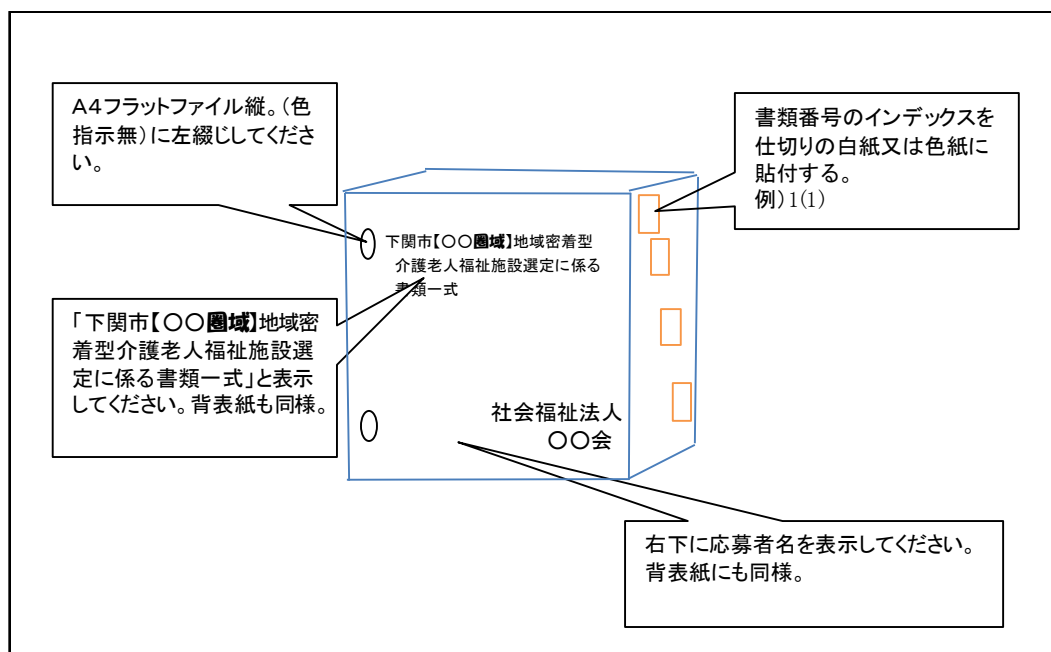 A4フラットファイル縦。(色
指示無)に左綴じしてくださ
い。
書類番号のインデックスを
仕切りの白紙又は色紙に
貼付する。
例)1(1)
下関市【〇〇圏域】地域密着型
介護老人福祉施設選定に係る
書類一式
「下関市【〇〇圏域】地域密
着型介護老人福祉施設選
定に係る書類一式」と表示
してください。背表紙も同様。
社会福祉法人
〇〇会
右下に応募者名を表示してください。
背表紙にも同様。